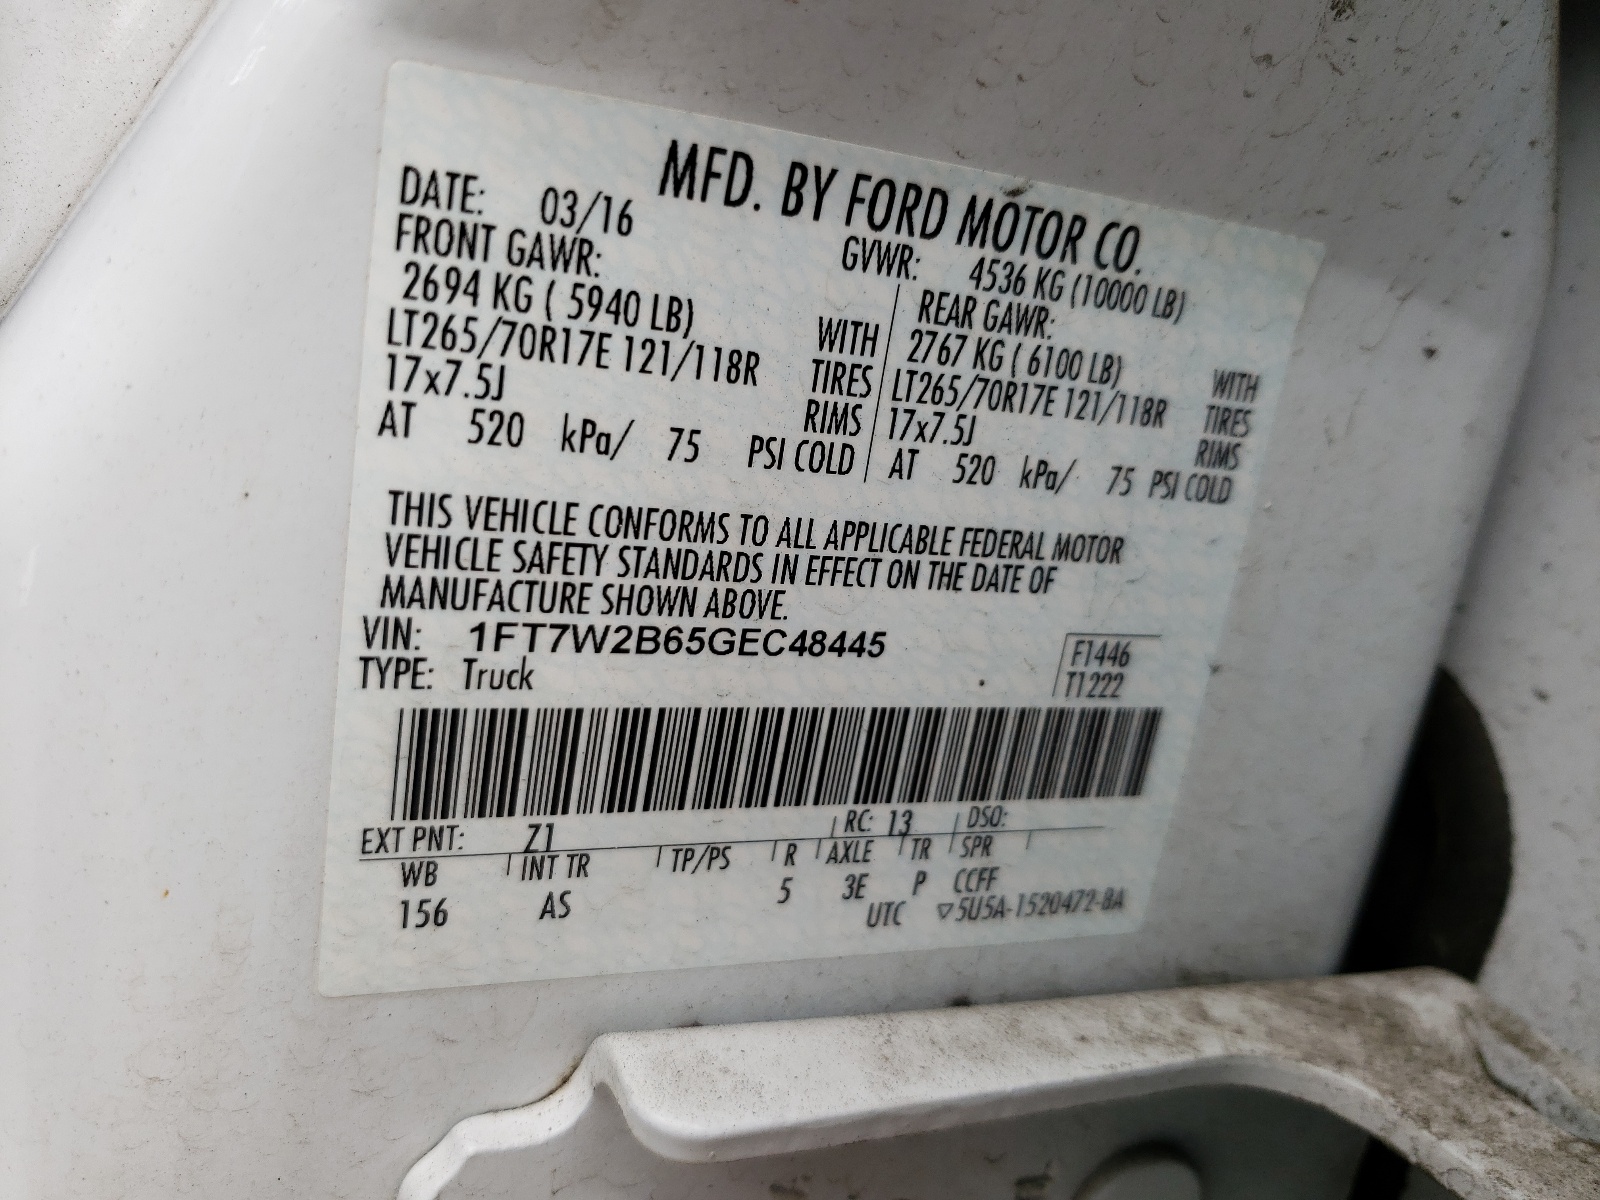 MFD. BY FORD MOTOR CO.
DATE: 03/16 GVWR: 4536 KG (10000 LB)
FRONT GAWR: REAR GAWR:
2694 KG ( 5940 LB) WITH 2767 KG ( 6100 LB) WITH
LT265/70R17E 121/118R TIRES LT265/70R17E 121/118R TIRES
17x7.5J RIMS 17x7.5J RIMS
AT 520 kPa/ 75 PSI COLD AT 520 kPa/ 75 PSI COLD
THIS VEHICLE CONFORMS TO ALL APPLICABLE FEDERAL MOTOR
VEHICLE SAFETY STANDARDS IN EFFECT ON THE DATE OF
MANUFACTURE SHOWN ABOVE.
VIN: 1FT7W2B65GEC48445 F1446
TYPE: Truck T1222
EXT PNT: Z1 RC: 13 DSO:
WB INT TR TP/PS R AXLE TR SPR
156 AS 5 3E P CCFF
UTC ▽5U5A-1520472-BA